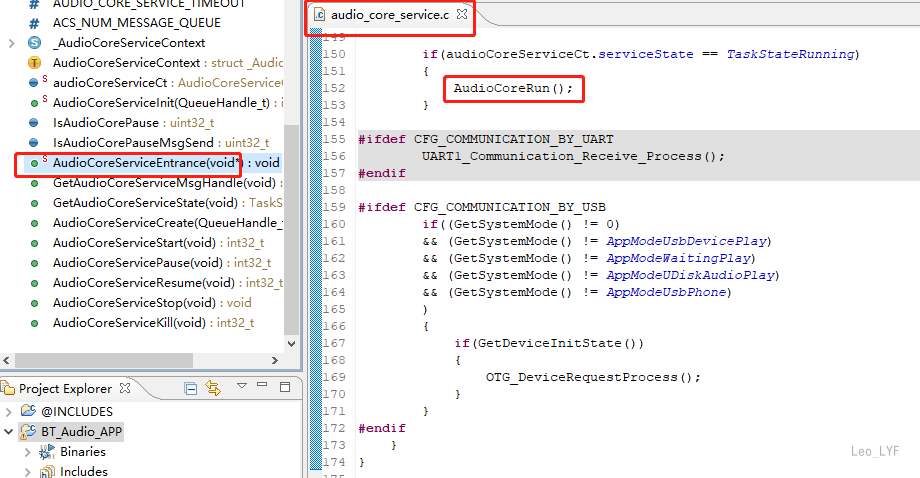 AUDIO_CORE_SERVICE_TIMEOUT
ACS_NUM_MESSAGE_QUEUE
_AudioCoreServiceContext
AudioCoreServiceContext : struct _Audio
audioCoreServiceCt : AudioCoreServiceC
AudioCoreServiceInit(QueueHandle_t) : i
IsAudioCorePause : uint32_t
IsAudioCorePauseMsgSend : uint32_t
AudioCoreServiceEntrance(void*) : void
GetAudioCoreServiceMsgHandle(void) :
GetAudioCoreServiceState(void) : TaskS
AudioCoreServiceCreate(QueueHandle_
AudioCoreServiceStart(void) : int32_t
AudioCoreServicePause(void) : int32_t
AudioCoreServiceResume(void) : int32_t
AudioCoreServiceStop(void) : void
AudioCoreServiceKill(void) : int32_t
Project Explorer
@INCLUDES
BT_Audio_APP
Binaries
Includes
audio_core_service.c
149
150 if(audioCoreServiceCt.serviceState == TaskStateRunning)
151 {
152 AudioCoreRun();
153 }
154
155 #ifdef CFG_COMMUNICATION_BY_UART
156 UART1_Communication_Receive_Process();
157 #endif
158
159 #ifdef CFG_COMMUNICATION_BY_USB
160 if((GetSystemMode() != 0)
161 && (GetSystemMode() != AppModeUsbDevicePlay)
162 && (GetSystemMode() != AppModeWaitingPlay)
163 && (GetSystemMode() != AppModeUDiskAudioPlay)
164 && (GetSystemMode() != AppModeUsbPhone)
165 )
166 {
167 if(GetDeviceInitState())
168 {
169 OTG_DeviceRequestProcess();
170 }
171 }
172 #endif
173 }
174 }
Leo_LYF